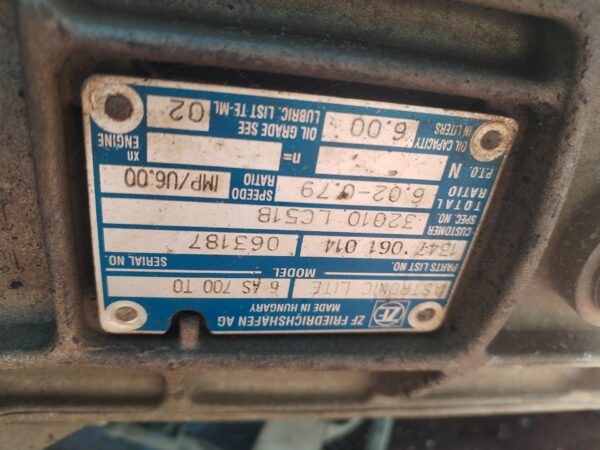 ZF
ZF FRIEDRICHSHAFEN AG
MADE IN HUNGARY
ASTRONIC LITE 6 AS 700 TO
MODEL
PARTS LIST NO. SERIAL NO.
1347 061 014 063187
CUSTOMER
SPEC. NO. 32010 LC51B
TOTAL
RATIO 6.02-0.79 SPEEDO
RATIO IMP/U6.00
P.T.O. N n= xn
ENGINE
OIL CAPACITY
IN LITERS 6.00 OIL GRADE SEE
LUBRIC. LIST TE-ML 02